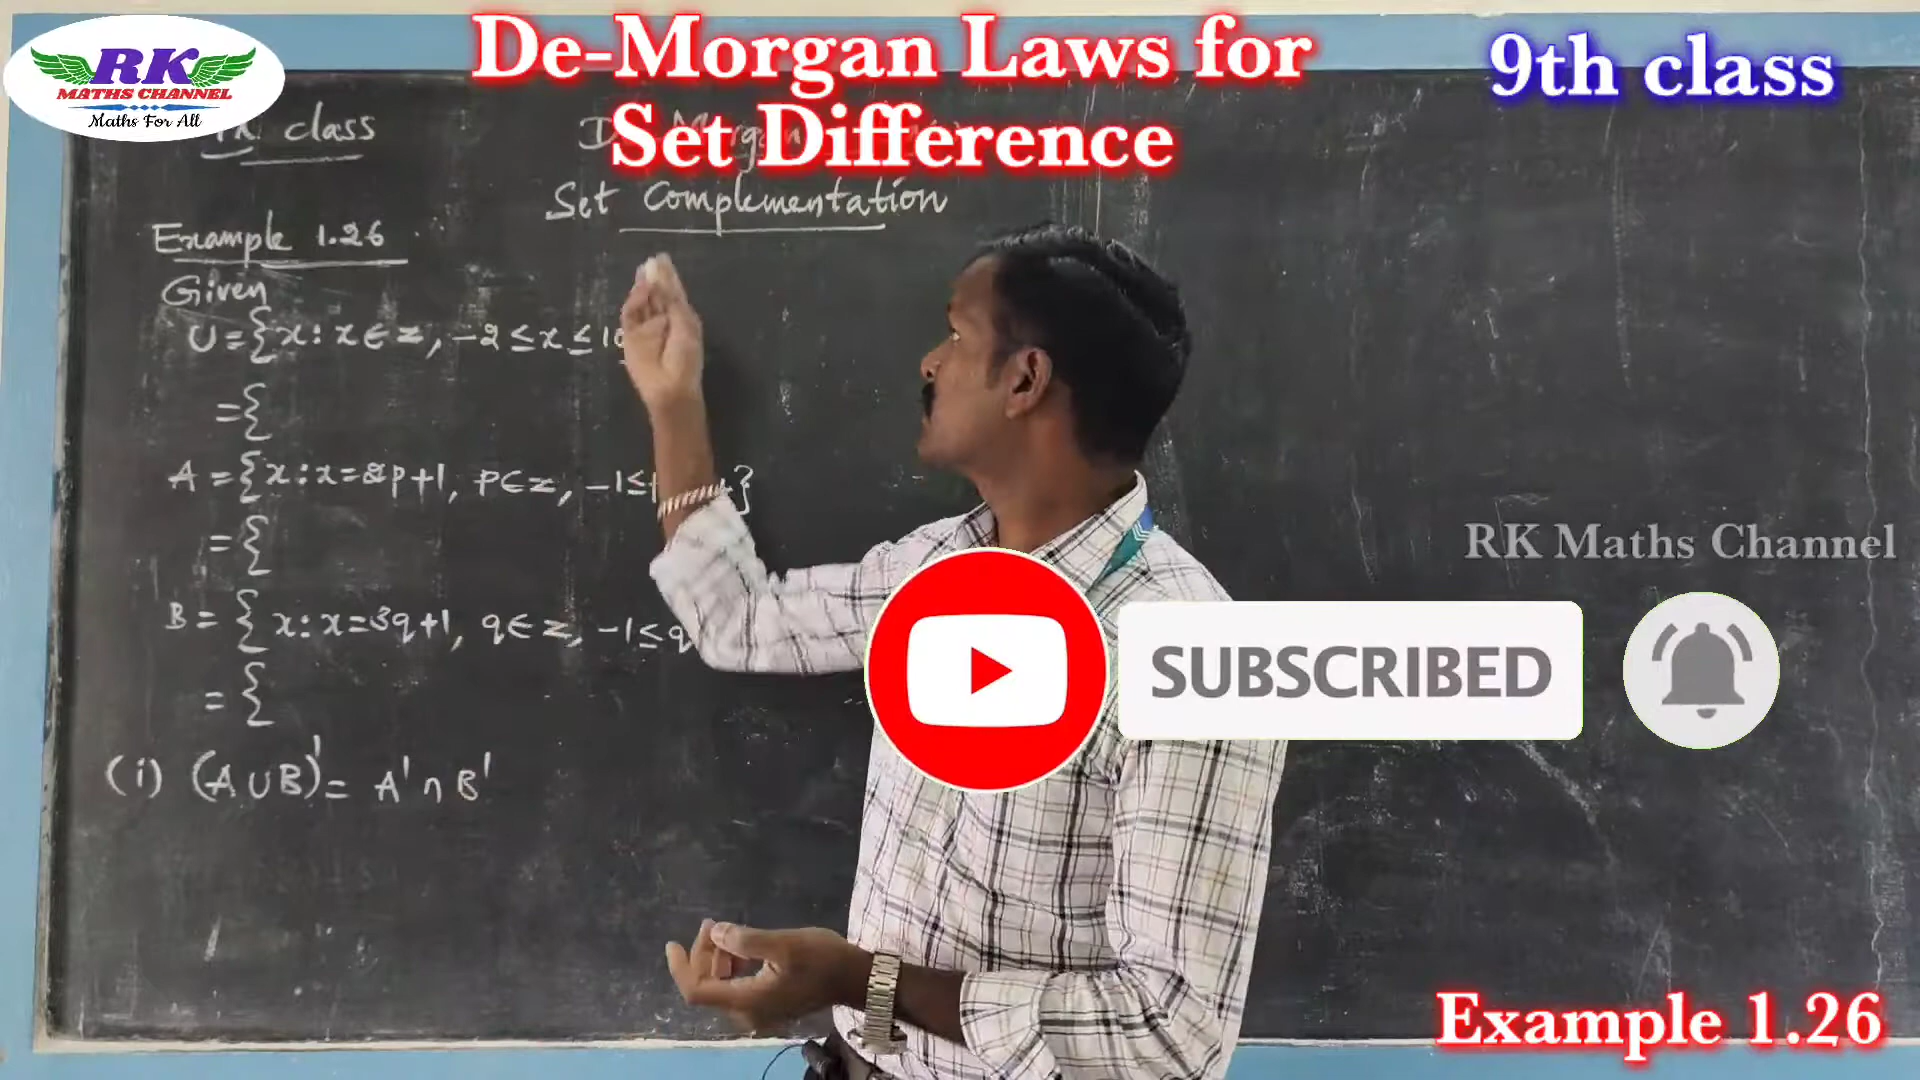 RK
MATHS CHANNEL
Maths For All
De-Morgan Laws for
Set Difference
9th class
class
Set Complementation
Example 1.26
Given
U = { x : x ∈ z, -2 ≤ x ≤ 10
= {
A = { x : x = 2p+1, p ∈ z, -1 ≤ }
= {
B = { x : x = 3q+1, q ∈ z, -1 ≤ q
= {
(i) (A ∪ B)' = A' ∩ B'
RK Maths Channel
SUBSCRIBED
Example 1.26